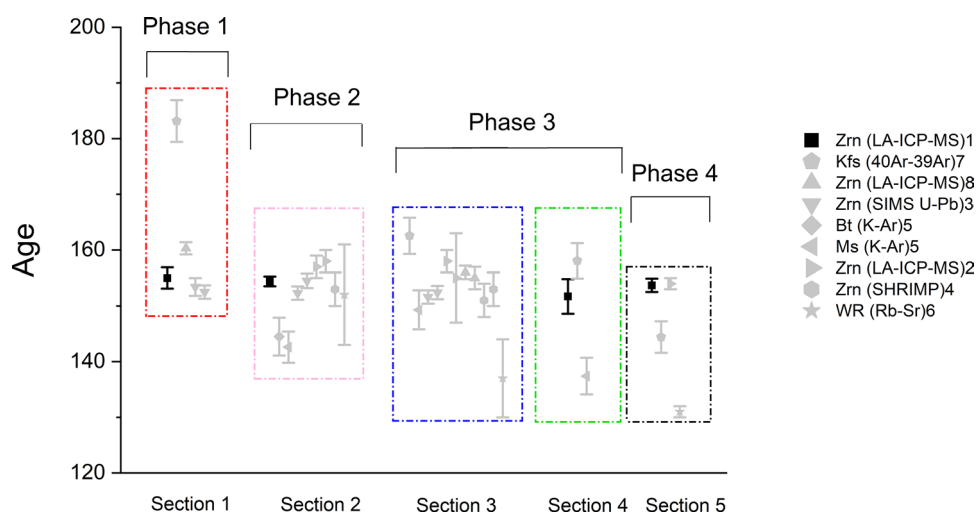 200
180
160
140
120
Age
Phase 1
Phase 2
Phase 3
Phase 4
Section 1
Section 2
Section 3
Section 4
Section 5
Zrn (LA-ICP-MS)1
Kfs (40Ar-39Ar)7
Zrn (LA-ICP-MS)8
Zrn (SIMS U-Pb)3
Bt (K-Ar)5
Ms (K-Ar)5
Zrn (LA-ICP-MS)2
Zrn (SHRIMP)4
WR (Rb-Sr)6